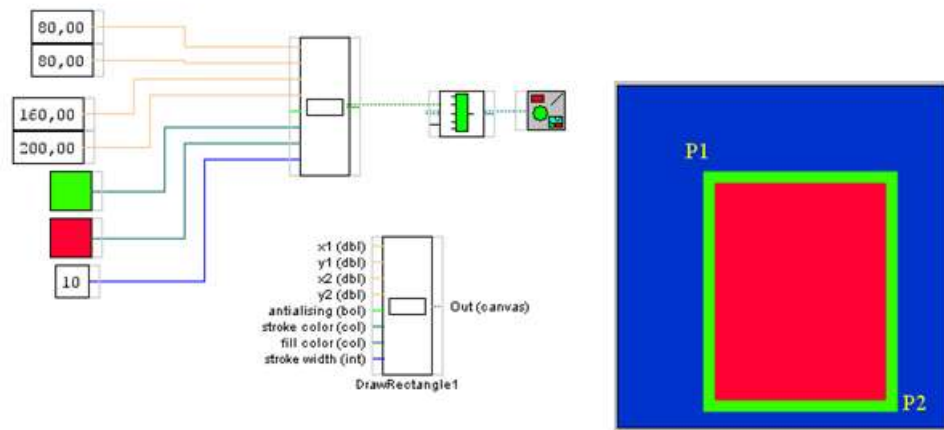 80,00
80,00
160,00
200,00
10
x1 (dbl)
y1 (dbl)
x2 (dbl)
y2 (dbl)
antialising (bol)
stroke color (col)
fill color (col)
stroke width (int)
Out (canvas)
DrawRectangle1
P1
P2